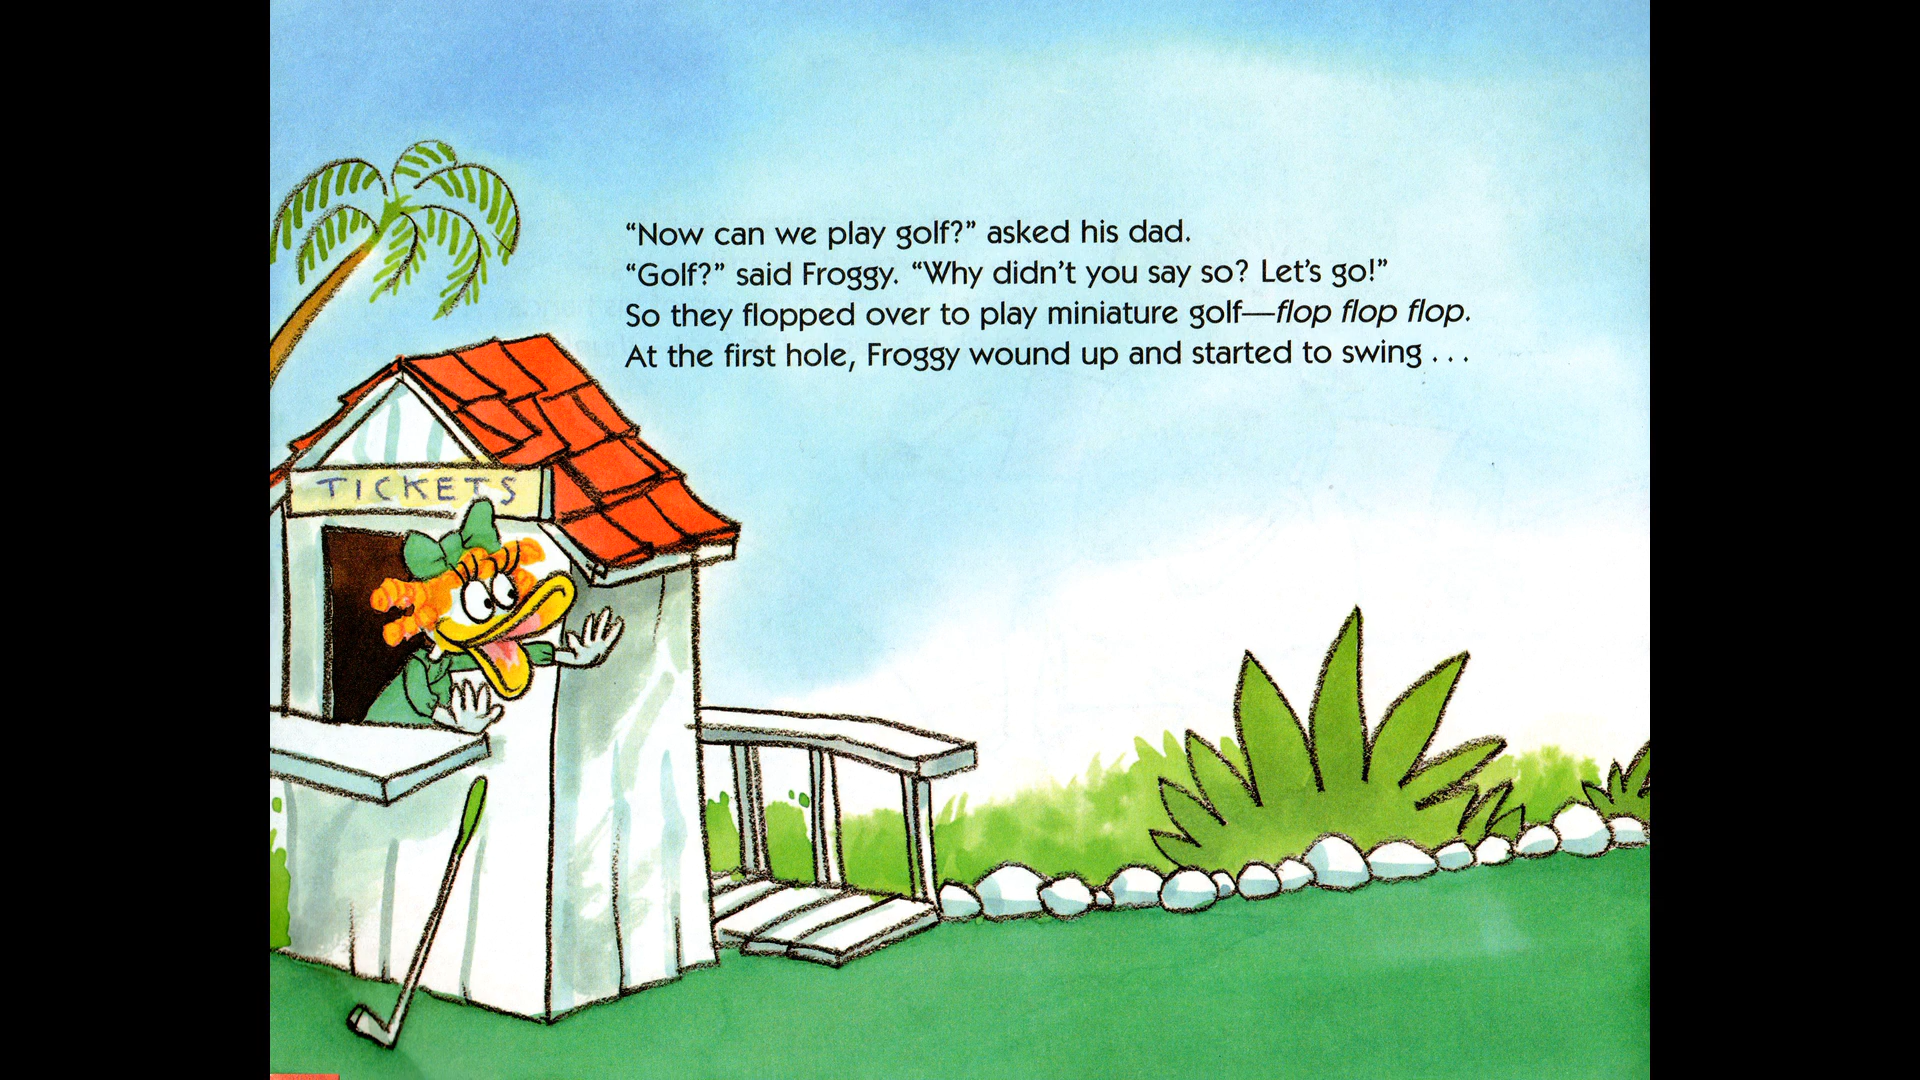 “Now can we play golf?” asked his dad.
“Golf?” said Froggy. “Why didn’t you say so? Let’s go!”
So they flopped over to play miniature golf—flop flop flop.
At the first hole, Froggy wound up and started to swing . . .
TICKETS